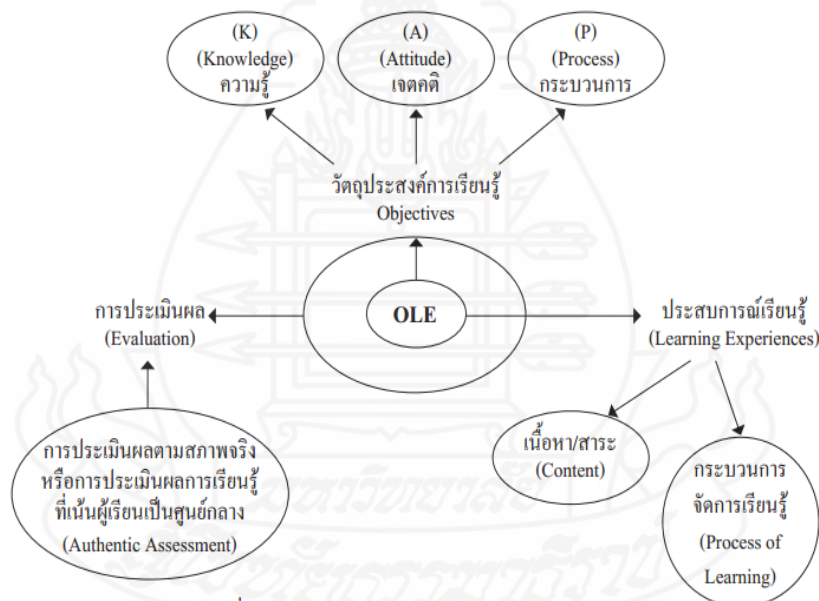 (K)
(Knowledge)
ความรู้
(A)
(Attitude)
เจตคติ
(P)
(Process)
กระบวนการ
วัตถุประสงค์การเรียนรู้
Objectives
OLE
การประเมินผล
(Evaluation)
ประสบการณ์เรียนรู้
(Learning Experiences)
การประเมินผลตามสภาพจริง
หรือการประเมินผลการเรียนรู้
ที่เน้นผู้เรียนเป็นศูนย์กลาง
(Authentic Assessment)
เนื้อหา/สาระ
(Content)
กระบวนการ
จัดการเรียนรู้
(Process of
Learning)